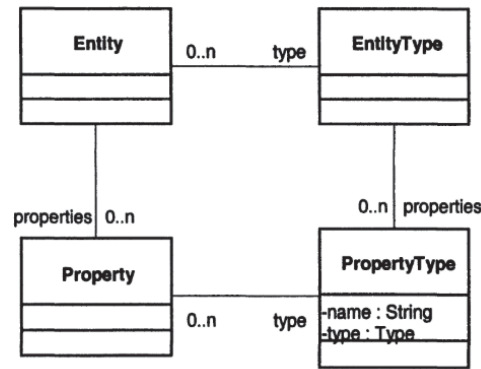 Entity
0..n type
EntityType
properties 0..n
0..n properties
Property
0..n type
PropertyType
-name : String
-type : Type